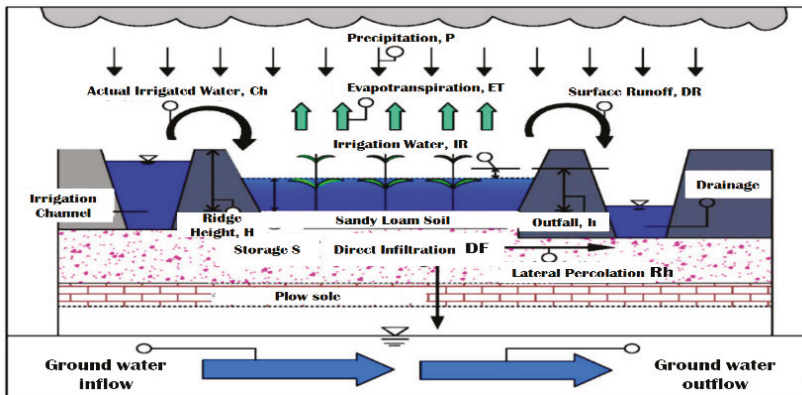 Precipitation, P
Actual Irrigated Water, Ch
Evapotranspiration, ET
Surface Runoff, DR
Irrigation Water, IR
Irrigation
Channel
Ridge
Height, H
Sandy Loam Soil
Outfall, h
Drainage
Storage S
Direct Infiltration DF
Lateral Percolation Rh
Plow sole
Ground water
inflow
Ground water
outflow